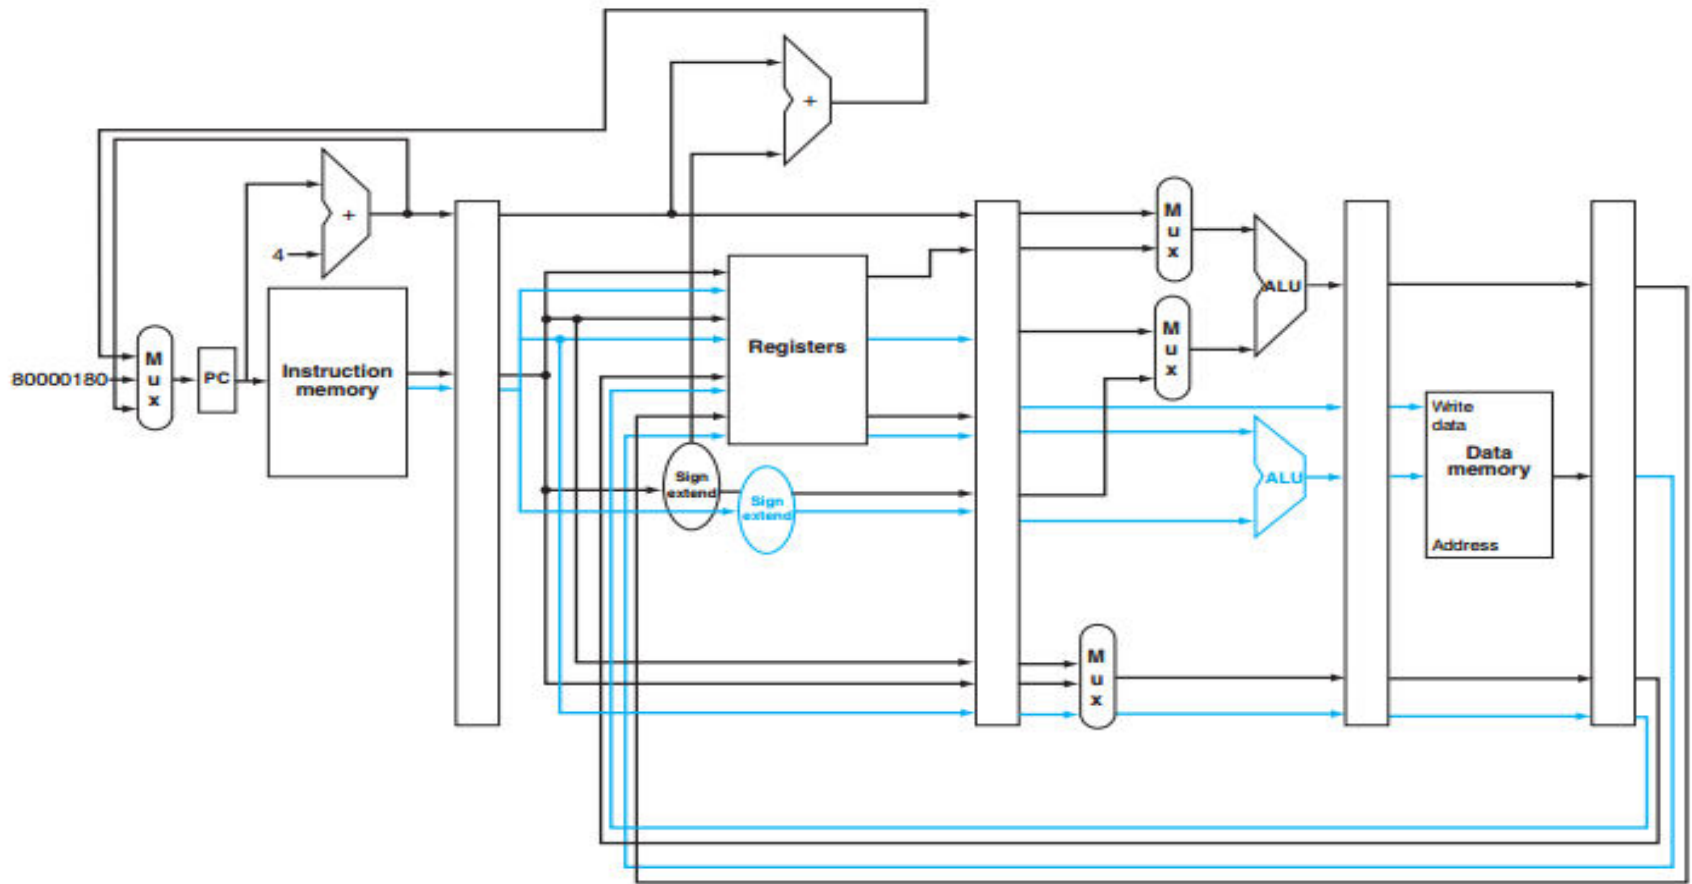 +
+
4
M
u
x
80000180
M
u
x
PC
Instruction
memory
Registers
M
u
x
ALU
Sign
extend
Sign
extend
ALU
Write
data
Data
memory
Address
M
u
x